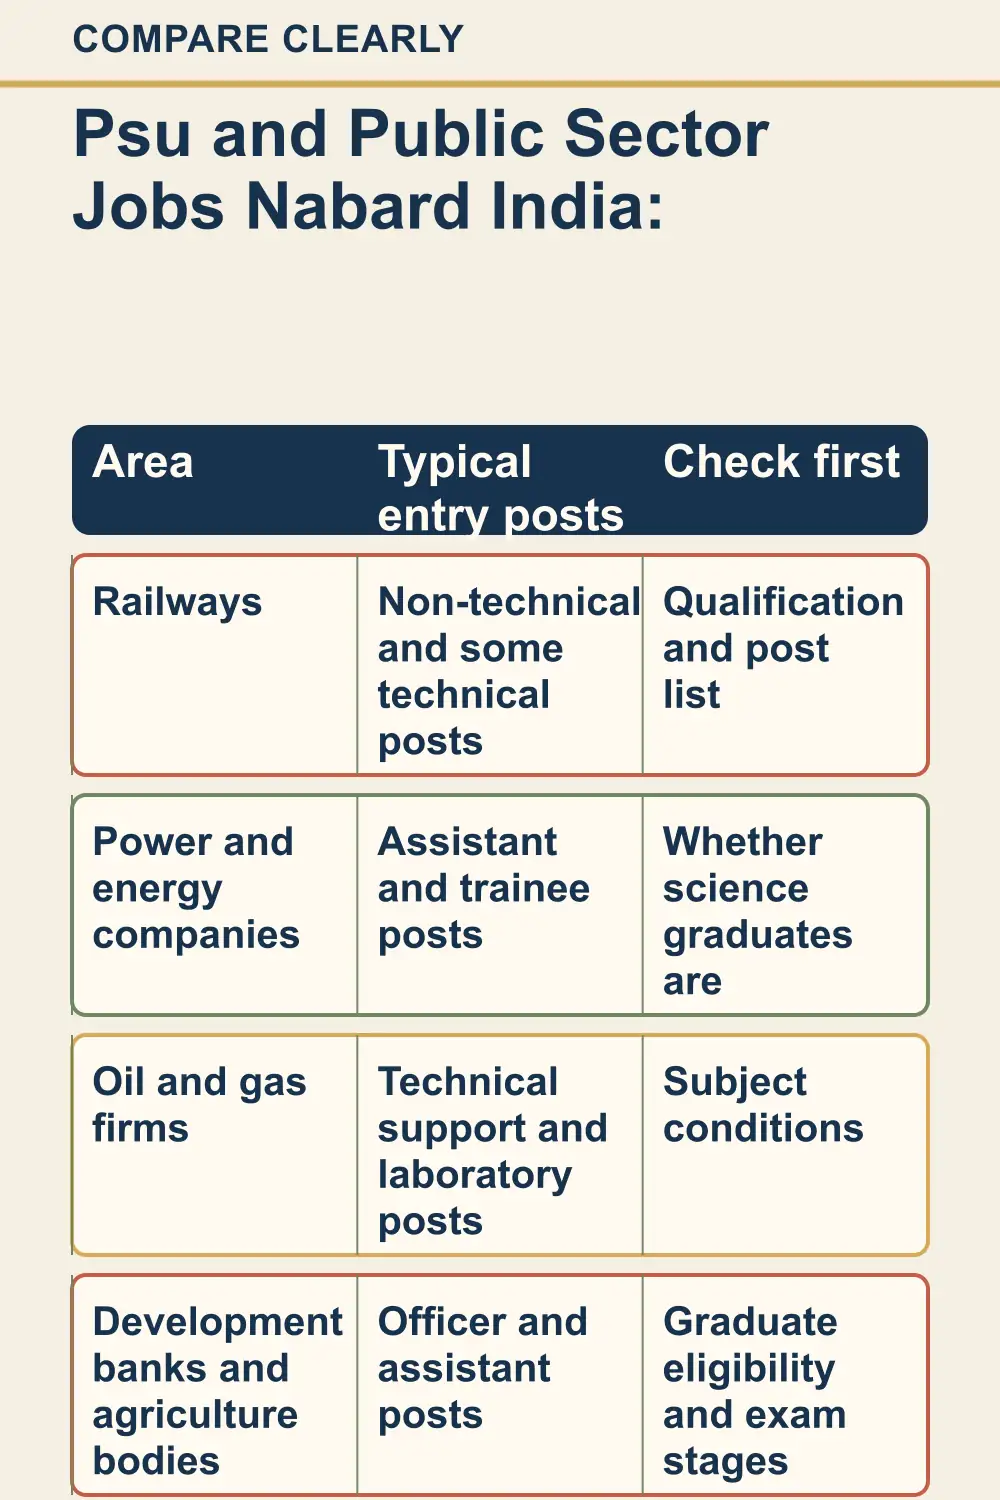 COMPARE CLEARLY
Psu and Public Sector
Jobs Nabard India:
Area
Typical
entry posts
Check first
Railways
Non-technical
and some
technical
posts
Qualification
and post
list
Power and
energy
companies
Assistant
and trainee
posts
Whether
science
graduates
are
Oil and gas
firms
Technical
support and
laboratory
posts
Subject
conditions
Development
banks and
agriculture
bodies
Officer and
assistant
posts
Graduate
eligibility
and exam
stages